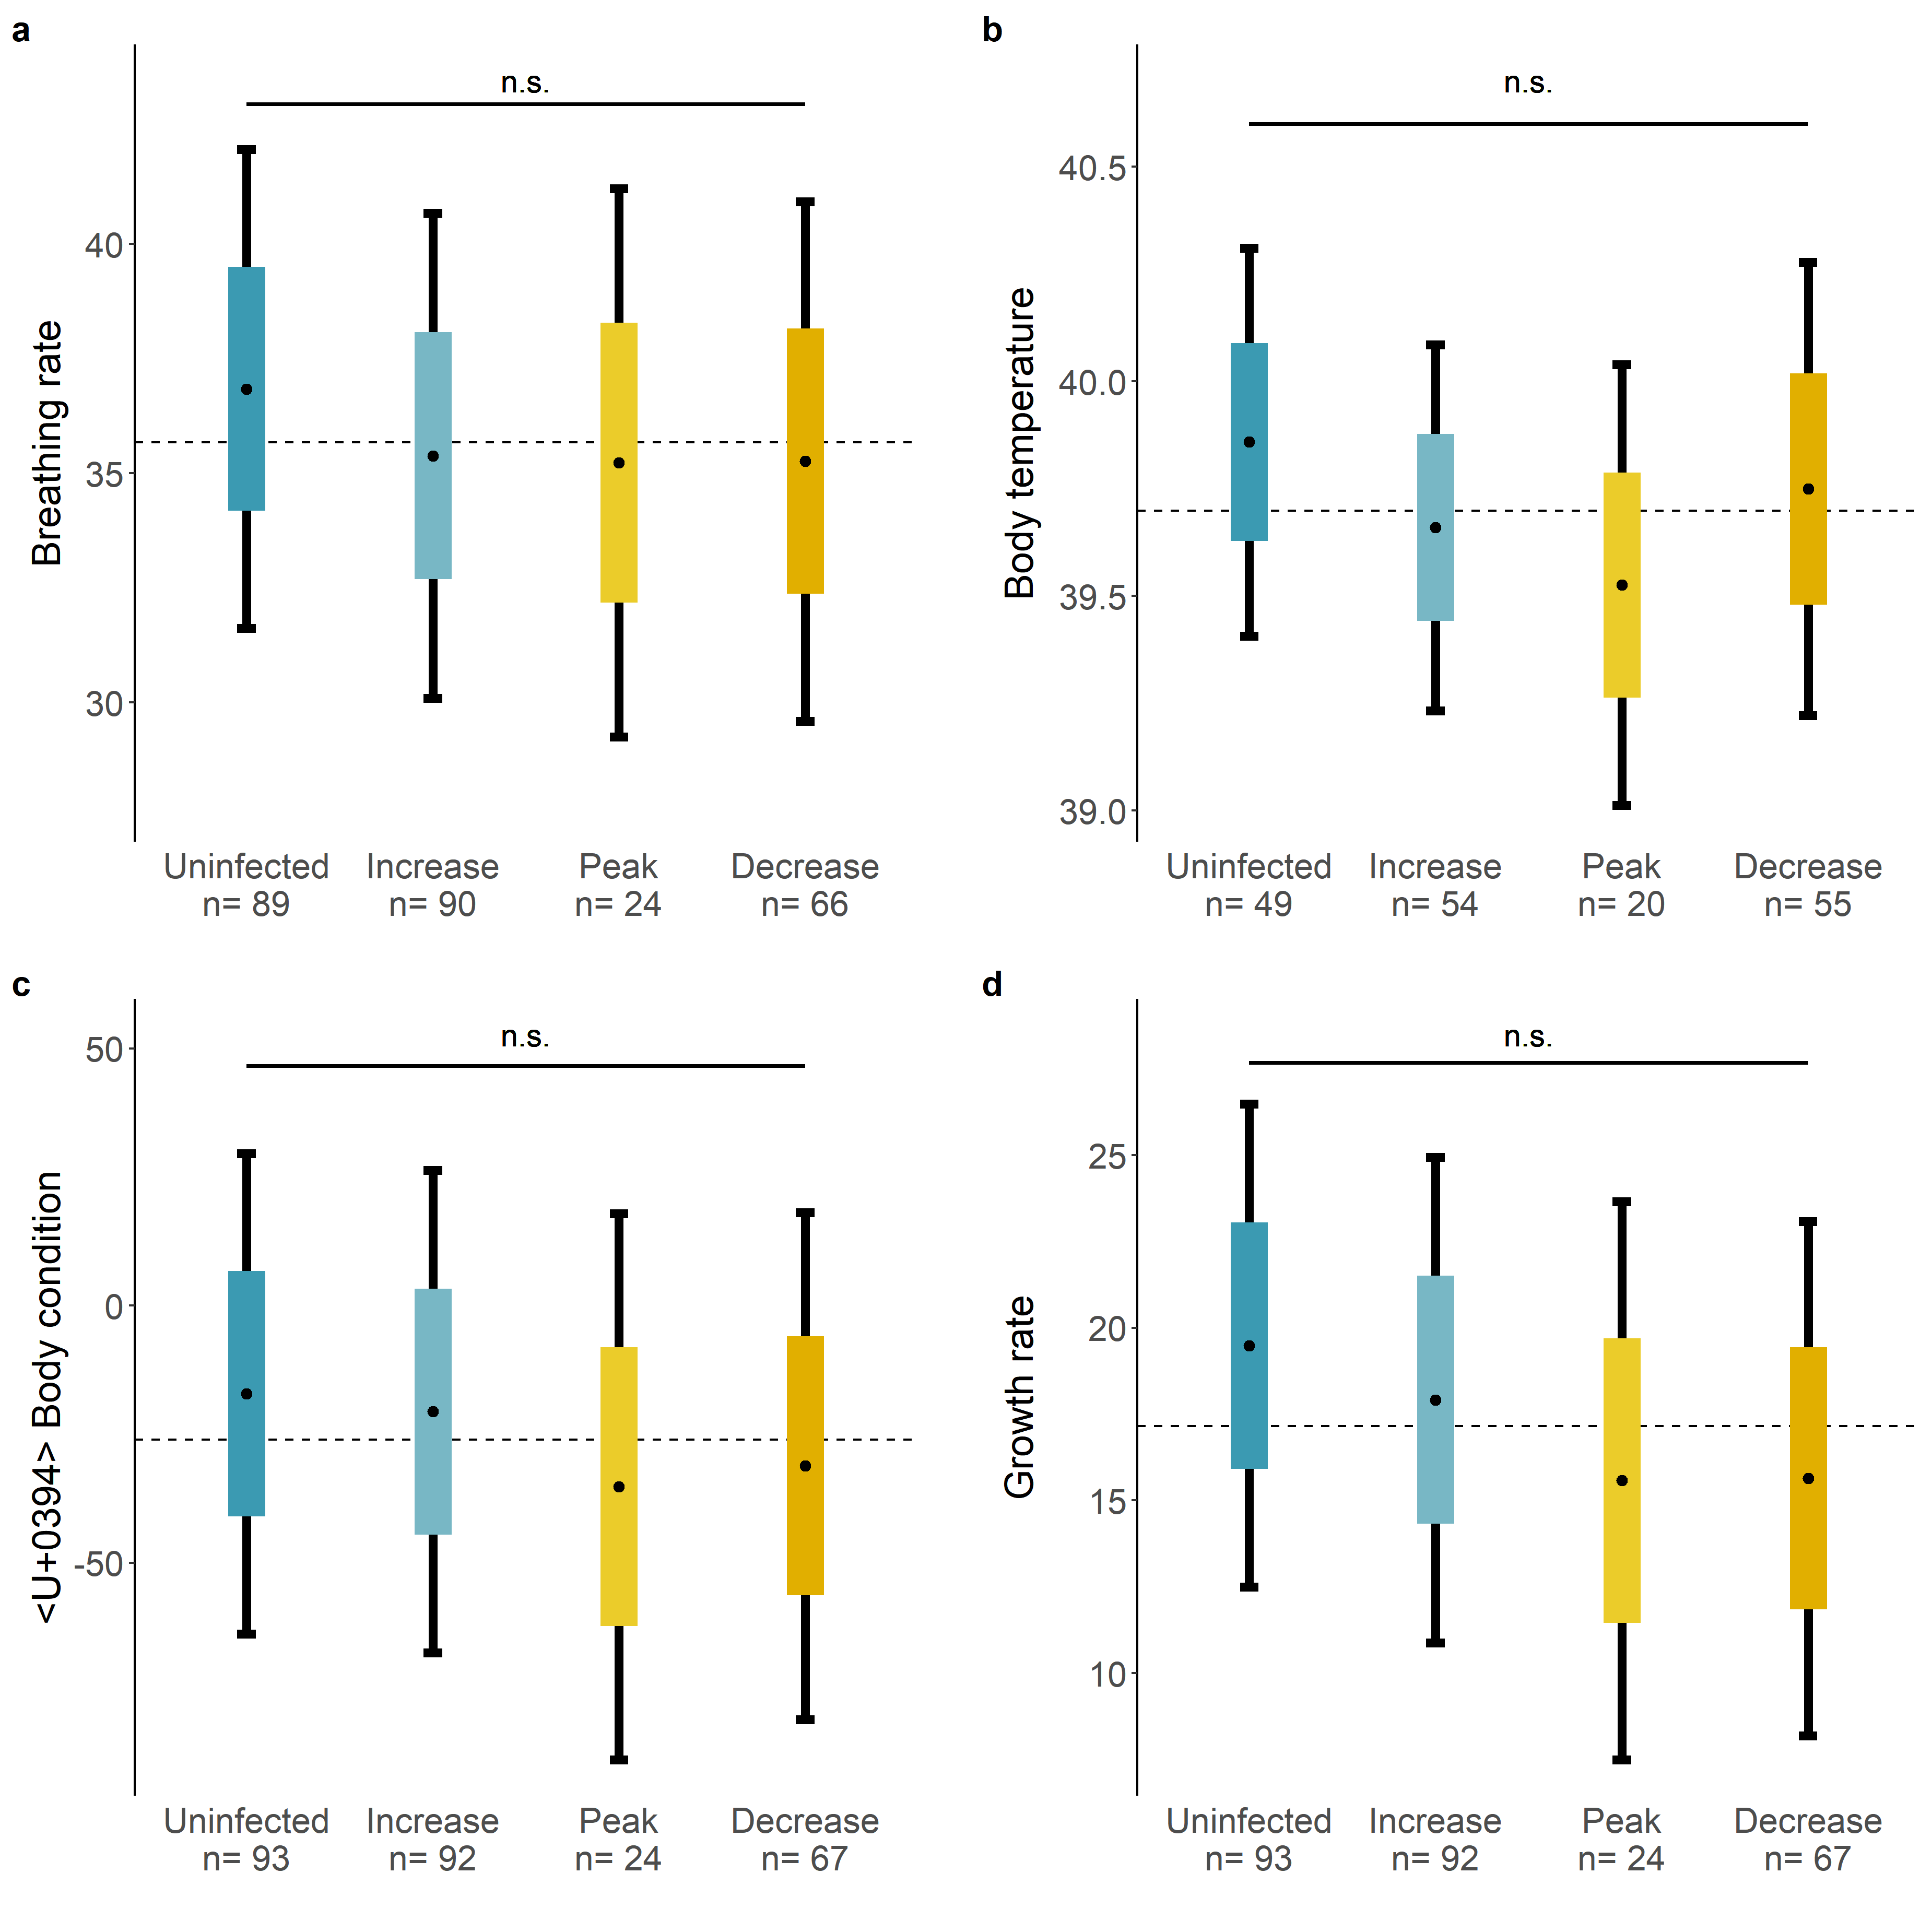 a
n.s.
Breathing rate
40
35
30
Uninfected Increase Peak Decrease
n= 89 n= 90 n= 24 n= 66
b
n.s.
Body temperature
40.5
40.0
39.5
39.0
Uninfected Increase Peak Decrease
n= 49 n= 54 n= 20 n= 55
c
n.s.
<U+0394> Body condition
50
0
-50
Uninfected Increase Peak Decrease
n= 93 n= 92 n= 24 n= 67
d
n.s.
Growth rate
25
20
15
10
Uninfected Increase Peak Decrease
n= 93 n= 92 n= 24 n= 67